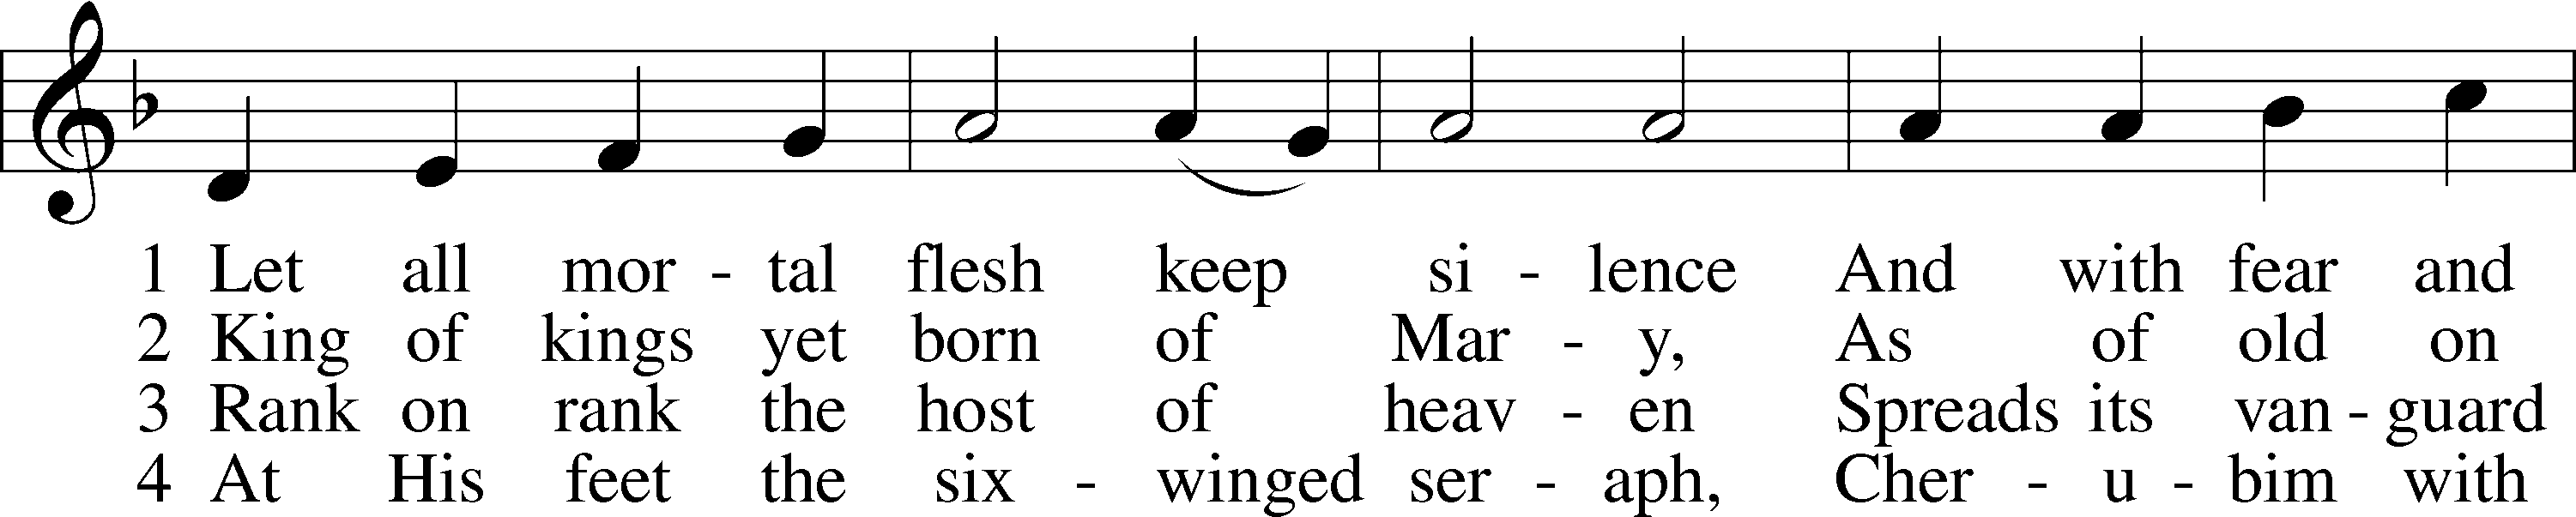 1 Let all mor - tal flesh keep si - lence And with fear and
2 King of kings yet born of Mar - y, As of old on
3 Rank on rank the host of heav - en Spreads its van - guard
4 At His feet the six - winged ser - aph, Cher - u - bim with